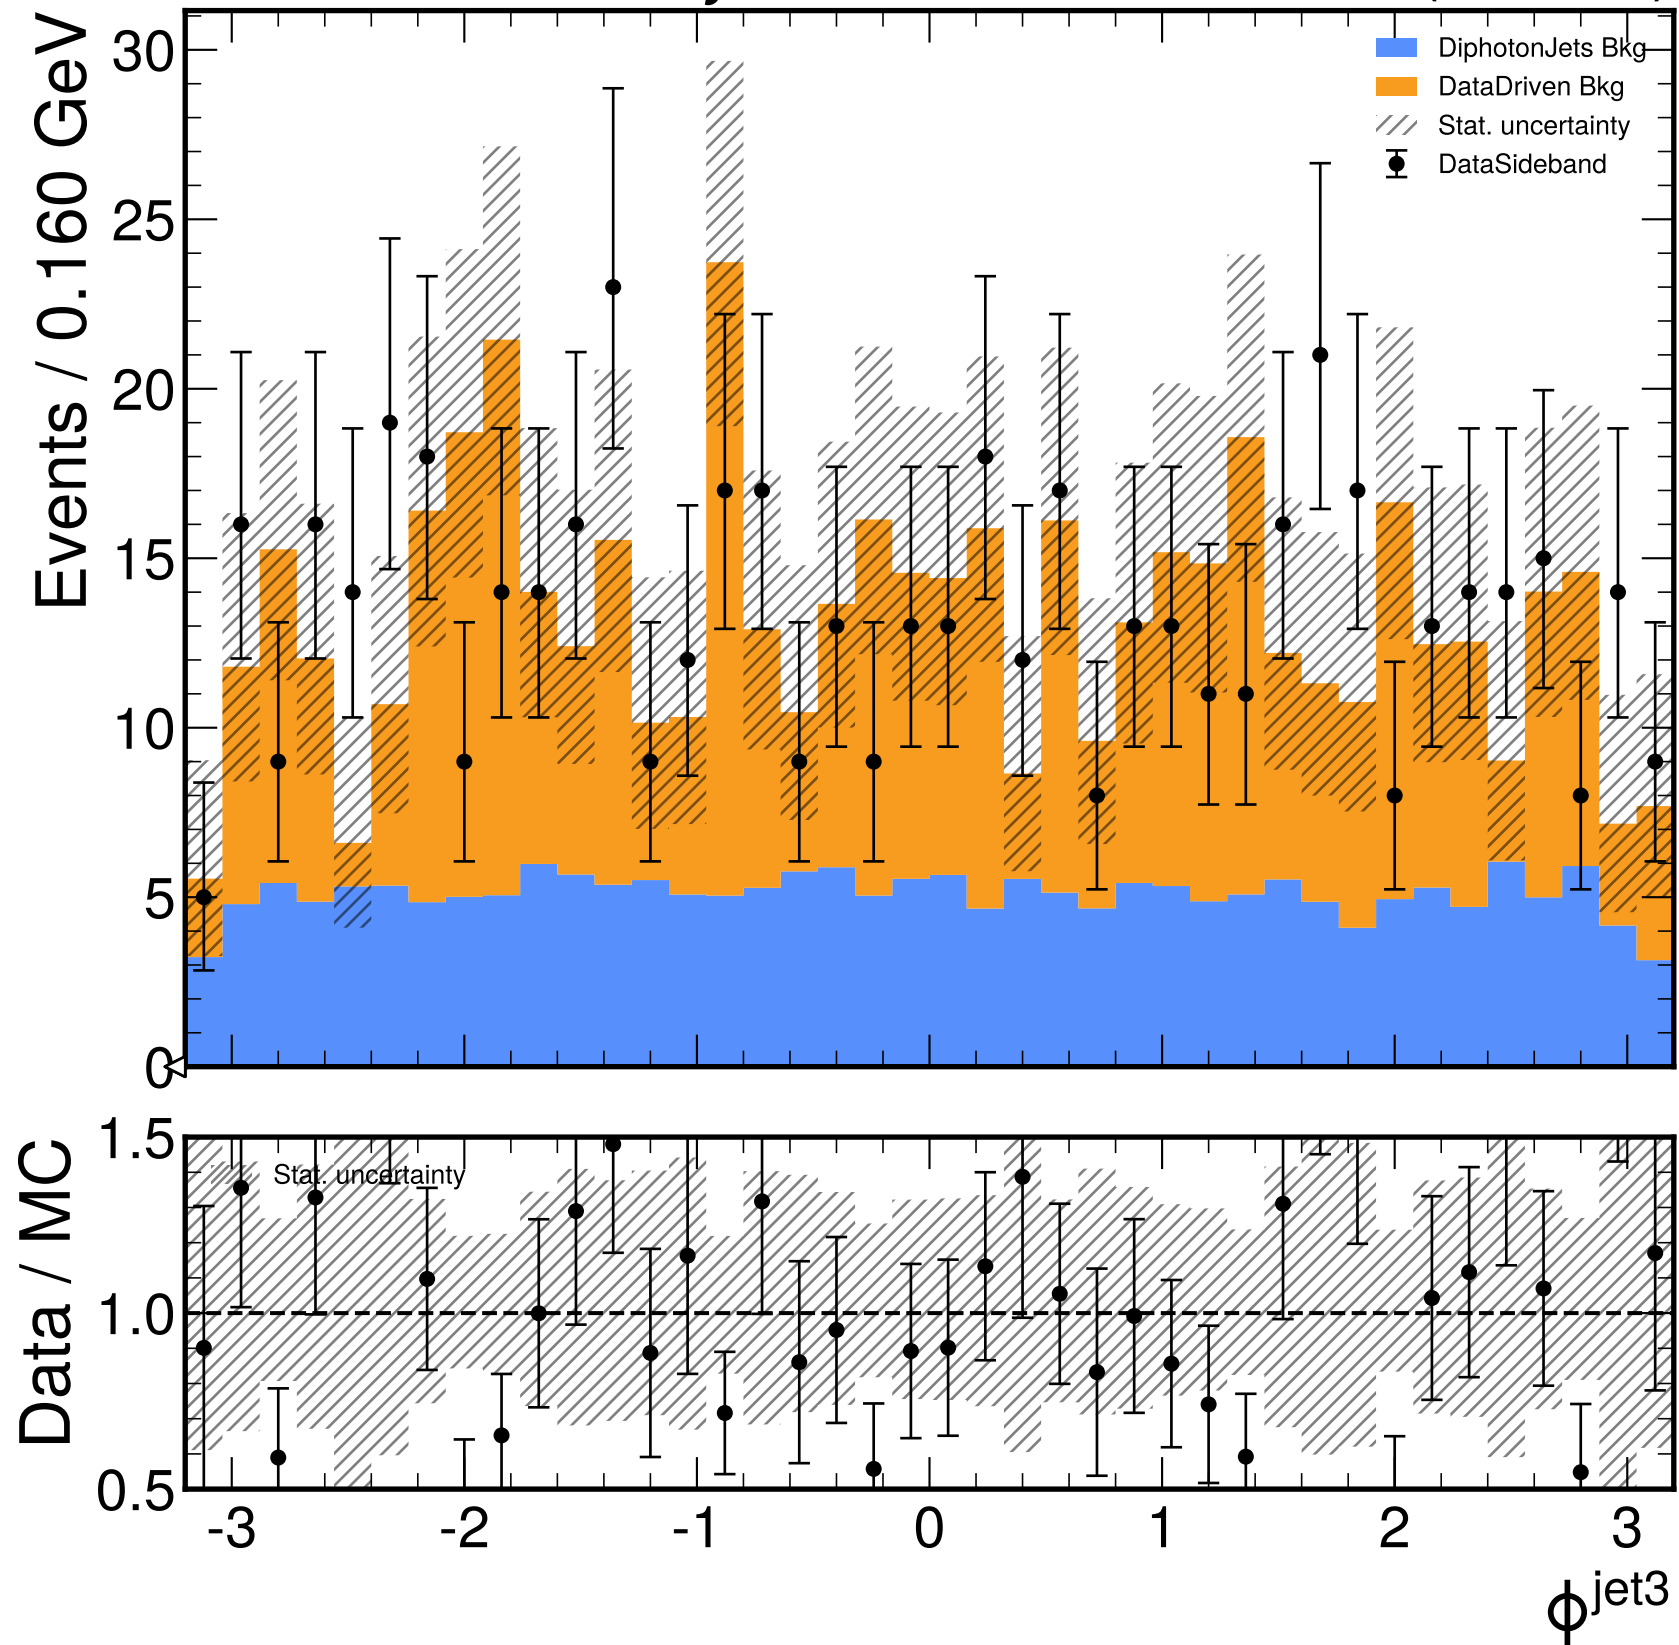 Events / 0.160 GeV
30
25
20
15
10
5
0
DiphotonJets Bkg
DataDriven Bkg
Stat. uncertainty
DataSideband
Data / MC
1.5
1.0
0.5
Stat. uncertainty
-3 -2 -1 0 1 2 3
ϕ^jet3